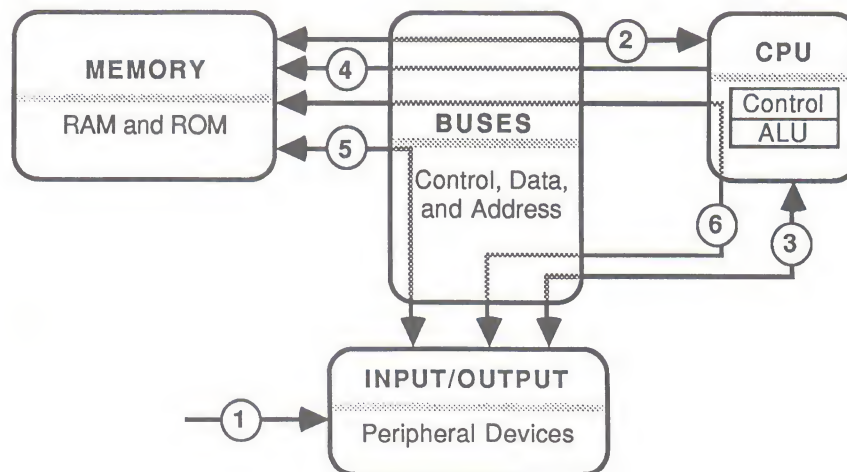 MEMORY
RAM and ROM
2
4
5
BUSES
Control, Data,
and Address
CPU
Control
ALU
6
3
INPUT/OUTPUT
Peripheral Devices
1